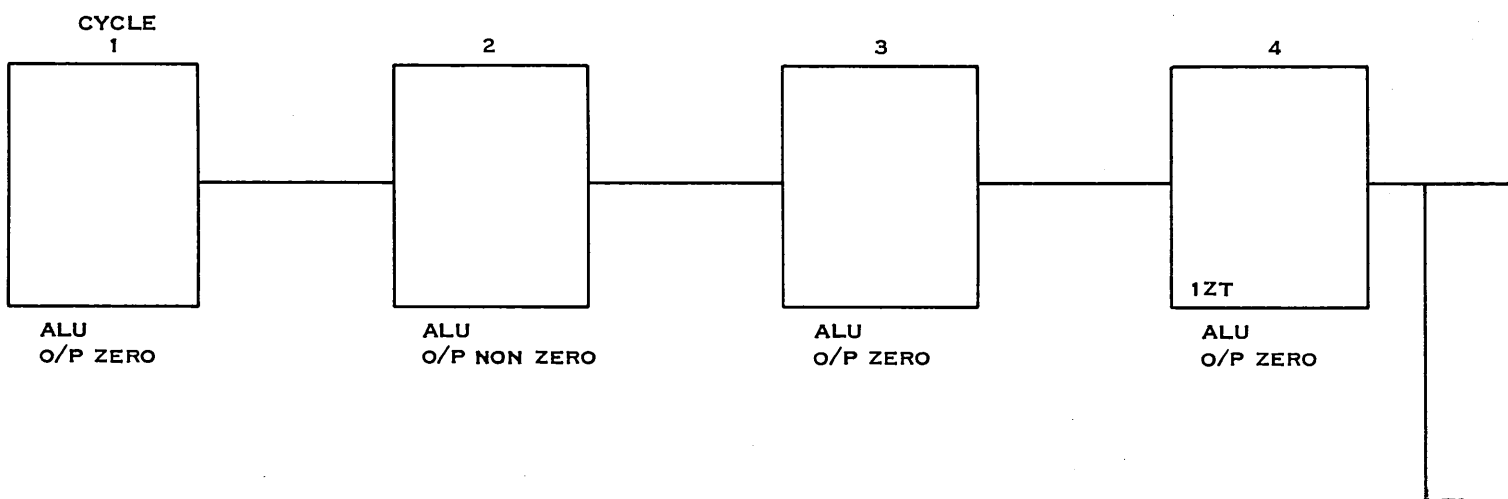 CYCLE
1
2
3
4
1ZT
ALU
O/P ZERO
ALU
O/P NON ZERO
ALU
O/P ZERO
ALU
O/P ZERO